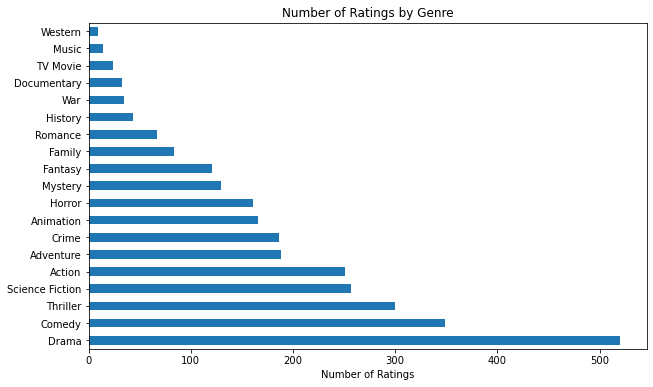 Number of Ratings by Genre
Western
Music
TV Movie
Documentary
War
History
Romance
Family
Fantasy
Mystery
Horror
Animation
Crime
Adventure
Action
Science Fiction
Thriller
Comedy
Drama
0 100 200 300 400 500
Number of Ratings